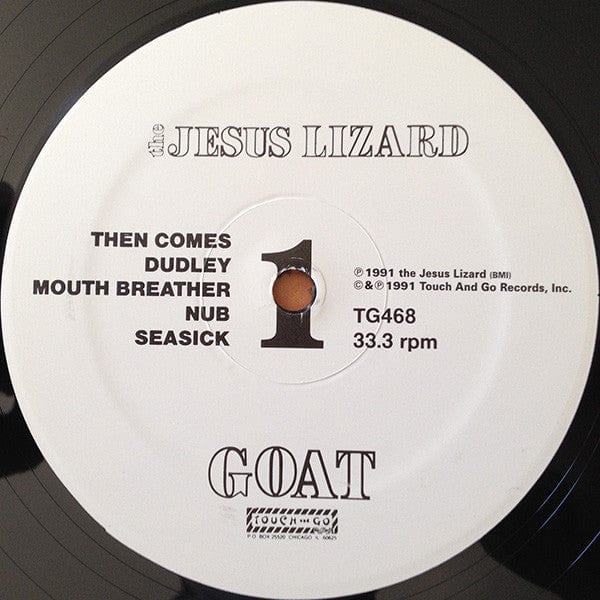 the JESUS LIZARD
THEN COMES
DUDLEY
MOUTH BREATHER
NUB
SEASICK
1
℗ 1991 the Jesus Lizard (BMI)
© & ℗ 1991 Touch And Go Records, Inc.
TG468
33.3 rpm
GOAT
TOUCH AND GO
P.O. BOX 25520 CHICAGO IL 60625